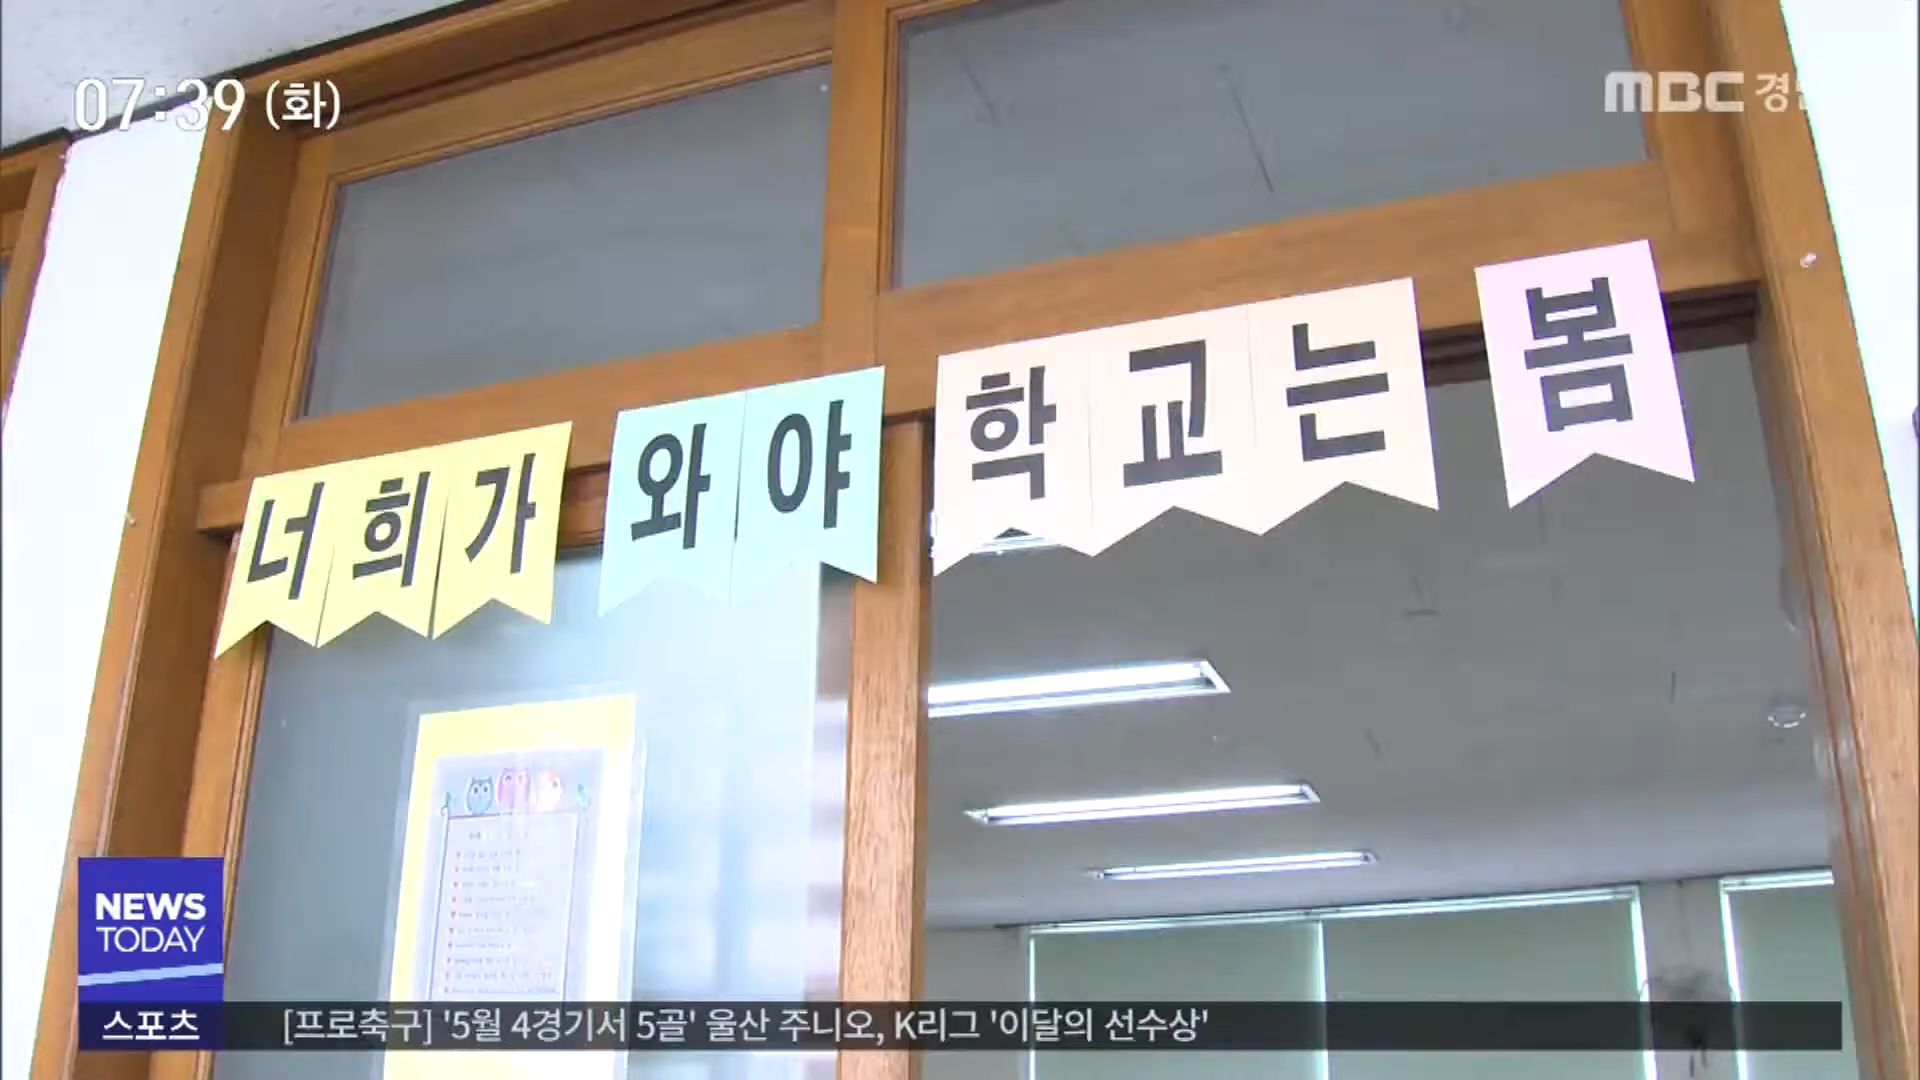 07:39 (화)
MBC
너희가 와야 학교는 봄
NEWS
TODAY
스포츠
[프로축구] '5월 4경기서 5골' 울산 주니오, K리그 '이달의 선수상'